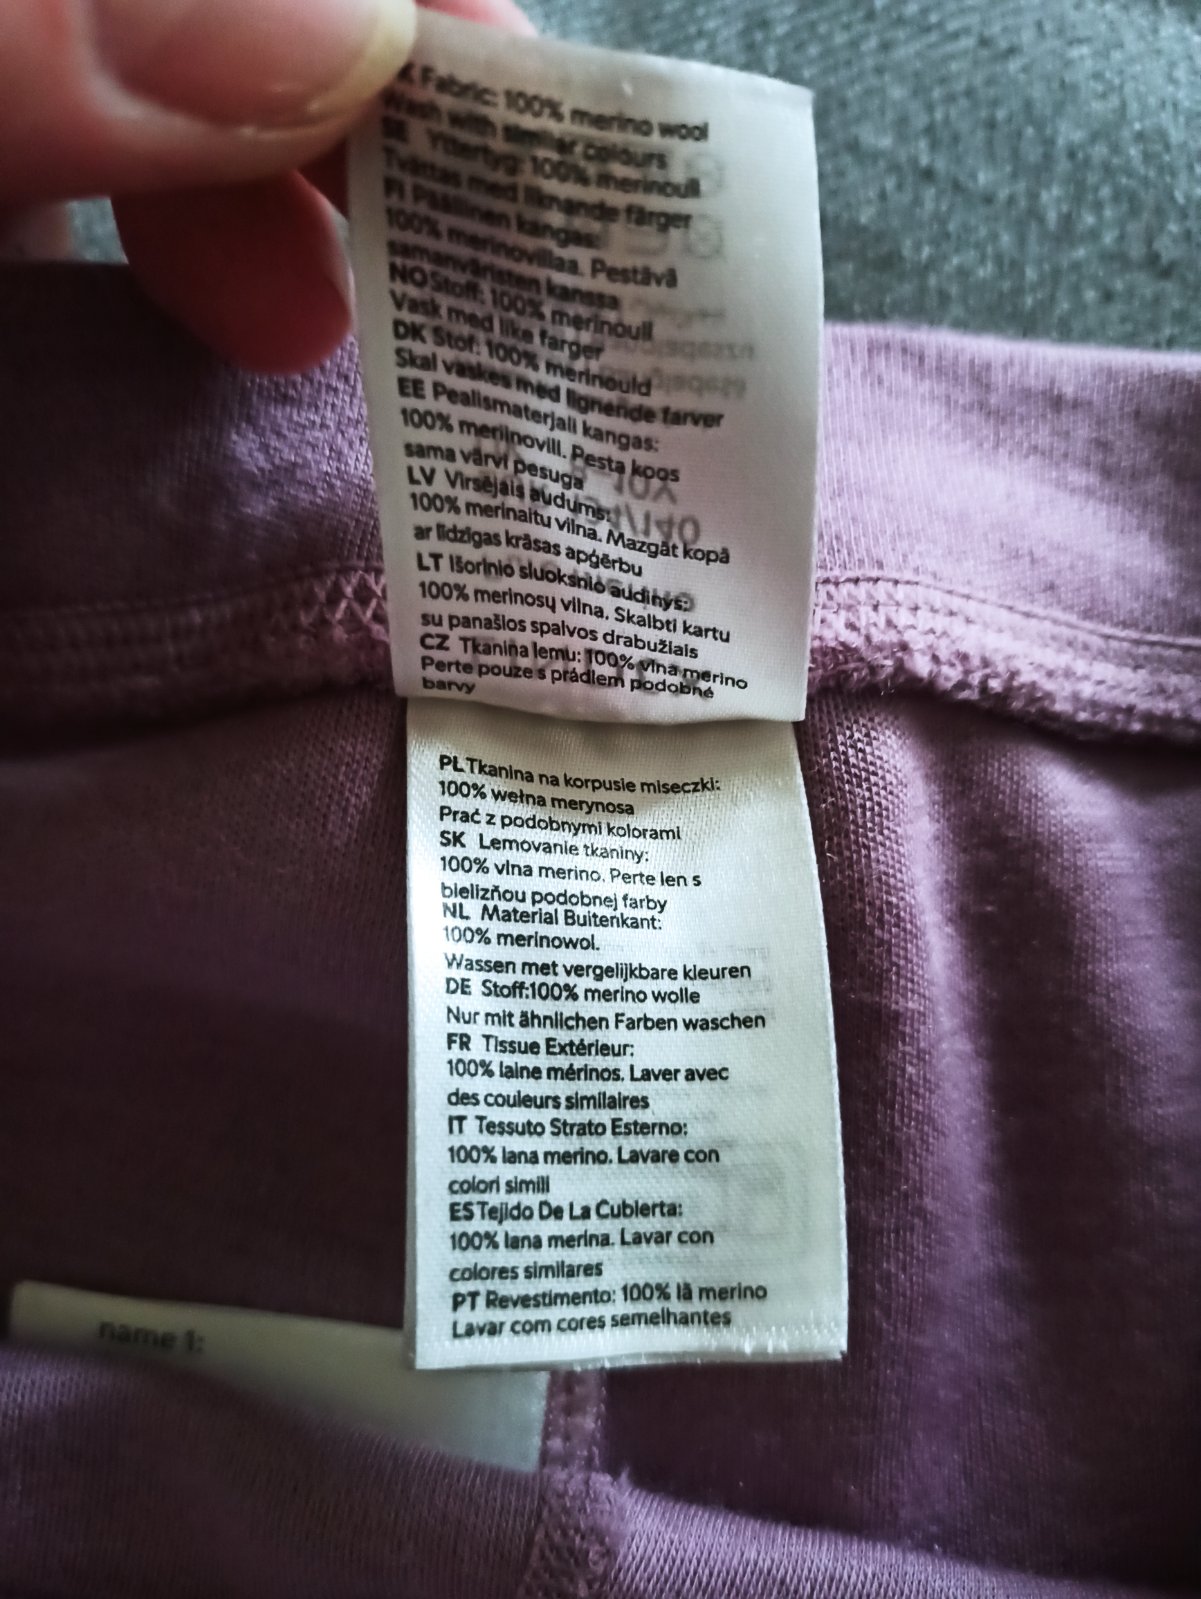 Fabric: 100% merino wool
Wash with similar colours
SE Yttertyg: 100% merinoull
Tvättas med liknande färger
FI Päällinen kangas:
100% merinovillaa. Pestävä
samanväristen kanssa
NO Stoff: 100% merinoull
Vask med like farger
DK Stof: 100% merinould
Skal vaskes med lignende farver
EE Pealismaterjali kangas:
100% meriinovill. Pesta koos
sama värvi pesuga
LV Virsējais audums:
100% merinaitu vilna. Mazgāt kopā
ar līdzīgas krāsas apģērbu
LT Išorinio sluoksnio audinys:
100% merinosų vilna. Skalbti kartu
su panašios spalvos drabužiais
CZ Tkanina lemu: 100% vlna merino
Perte pouze s prádlem podobné
barvy
PL Tkanina na korpusie miseczki:
100% wełna merynosa
Prać z podobnymi kolorami
SK Lemovanie tkaniny:
100% vlna merino. Perte len s
bielizňou podobnej farby
NL Material Buitenkant:
100% merinowol.
Wassen met vergelijkbare kleuren
DE Stoff:100% merino wolle
Nur mit ähnlichen Farben waschen
FR Tissue Extérieur:
100% laine mérinos. Laver avec
des couleurs similaires
IT Tessuto Strato Esterno:
100% lana merino. Lavare con
colori simili
ES Tejido De La Cubierta:
100% lana merina. Lavar con
colores similares
PT Revestimento: 100% lã merino
Lavar com cores semelhantes
name 1: